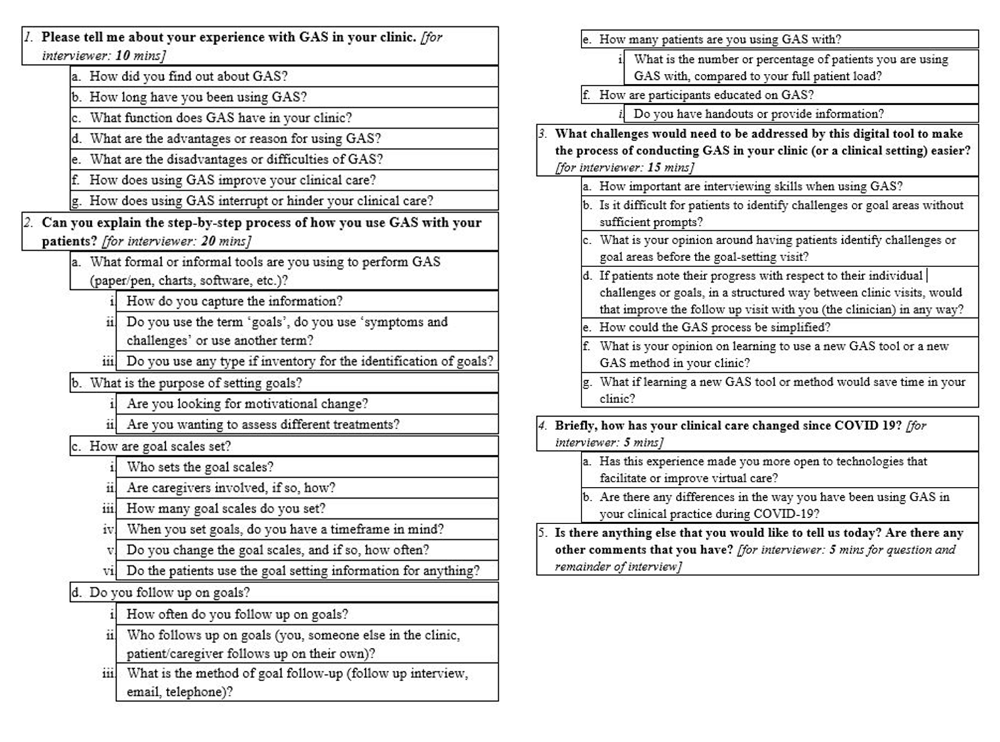 1. Please tell me about your experience with GAS in your clinic. [for
interviewer: 10 mins]
a. How did you find out about GAS?
b. How long have you been using GAS?
c. What function does GAS have in your clinic?
d. What are the advantages or reason for using GAS?
e. What are the disadvantages or difficulties of GAS?
f. How does using GAS improve your clinical care?
g. How does using GAS interrupt or hinder your clinical care?
2. Can you explain the step-by-step process of how you use GAS with your
patients? [for interviewer: 20 mins]
a. What formal or informal tools are you using to perform GAS
(paper/pen, charts, software, etc.)?
i. How do you capture the information?
ii. Do you use the term ‘goals’, do you use ‘symptoms and
challenges’ or use another term?
iii. Do you use any type if inventory for the identification of goals?
b. What is the purpose of setting goals?
i. Are you looking for motivational change?
ii. Are you wanting to assess different treatments?
c. How are goal scales set?
i. Who sets the goal scales?
ii. Are caregivers involved, if so, how?
iii. How many goal scales do you set?
iv. When you set goals, do you have a timeframe in mind?
v. Do you change the goal scales, and if so, how often?
vi. Do the patients use the goal setting information for anything?
d. Do you follow up on goals?
i. How often do you follow up on goals?
ii. Who follows up on goals (you, someone else in the clinic,
patient/caregiver follows up on their own)?
iii. What is the method of goal follow-up (follow up interview,
email, telephone)?
e. How many patients are you using GAS with?
i. What is the number or percentage of patients you are using
GAS with, compared to your full patient load?
f. How are participants educated on GAS?
i. Do you have handouts or provide information?
3. What challenges would need to be addressed by this digital tool to make
the process of conducting GAS in your clinic (or a clinical setting) easier?
[for interviewer: 15 mins]
a. How important are interviewing skills when using GAS?
b. Is it difficult for patients to identify challenges or goal areas without
sufficient prompts?
c. What is your opinion around having patients identify challenges or
goal areas before the goal-setting visit?
d. If patients note their progress with respect to their individual
challenges or goals, in a structured way between clinic visits, would
that improve the follow up visit with you (the clinician) in any way?
e. How could the GAS process be simplified?
f. What is your opinion on learning to use a new GAS tool or a new
GAS method in your clinic?
g. What if learning a new GAS tool or method would save time in your
clinic?
4. Briefly, how has your clinical care changed since COVID 19? [for
interviewer: 5 mins]
a. Has this experience made you more open to technologies that
facilitate or improve virtual care?
b. Are there any differences in the way you have been using GAS in
your clinical practice during COVID-19?
5. Is there anything else that you would like to tell us today? Are there any
other comments that you have? [for interviewer: 5 mins for question and
remainder of interview]